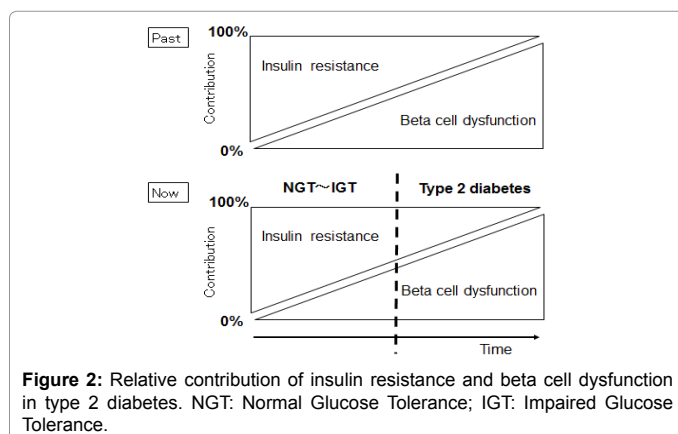 Past
100%
Contribution
Insulin resistance
Beta cell dysfunction
0%
Now
NGT～IGT
Type 2 diabetes
100%
Contribution
Insulin resistance
Beta cell dysfunction
0%
Time
Figure 2: Relative contribution of insulin resistance and beta cell dysfunction
in type 2 diabetes. NGT: Normal Glucose Tolerance; IGT: Impaired Glucose
Tolerance.